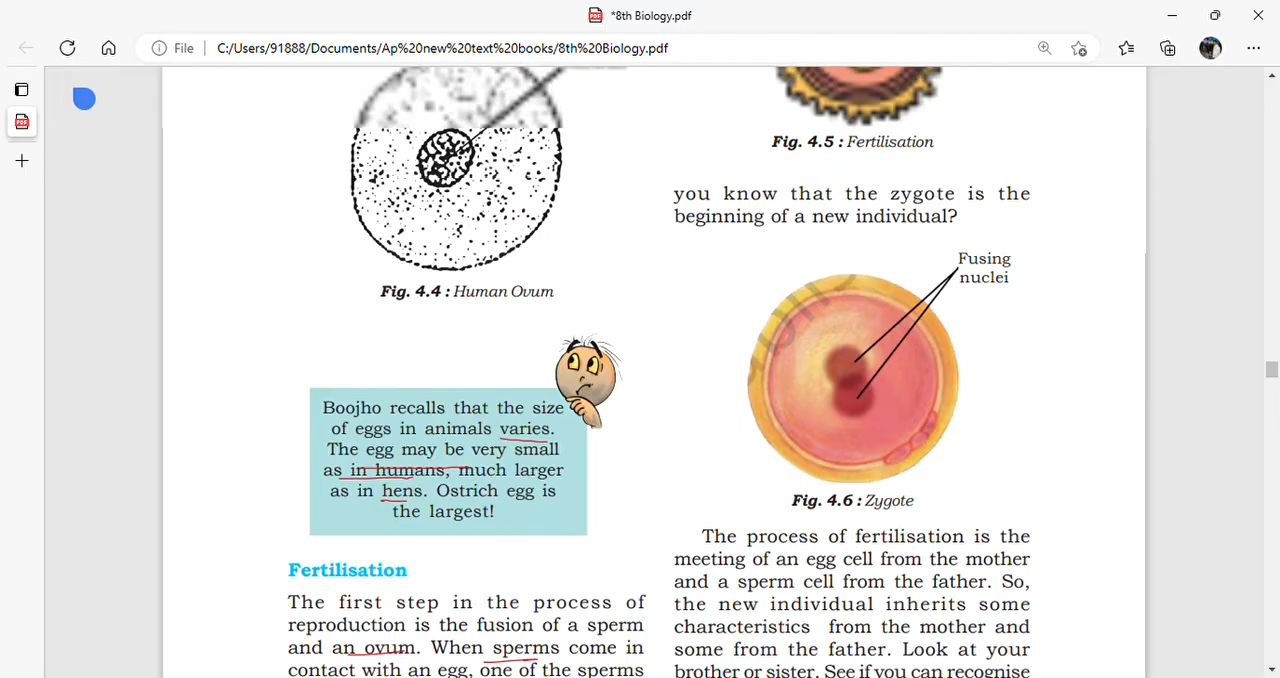 *8th Biology.pdf
File
C:/Users/91888/Documents/Ap%20new%20text%20books/8th%20Biology.pdf
Fig. 4.4 : Human Ovum
Boojho recalls that the size
of eggs in animals varies.
The egg may be very small
as in humans, much larger
as in hens. Ostrich egg is
the largest!
Fertilisation
The first step in the process of
reproduction is the fusion of a sperm
and an ovum. When sperms come in
contact with an egg, one of the sperms
Fig. 4.5 : Fertilisation
you know that the zygote is the
beginning of a new individual?
Fusing
nuclei
Fig. 4.6 : Zygote
The process of fertilisation is the
meeting of an egg cell from the mother
and a sperm cell from the father. So,
the new individual inherits some
characteristics from the mother and
some from the father. Look at your
brother or sister. See if you can recognise